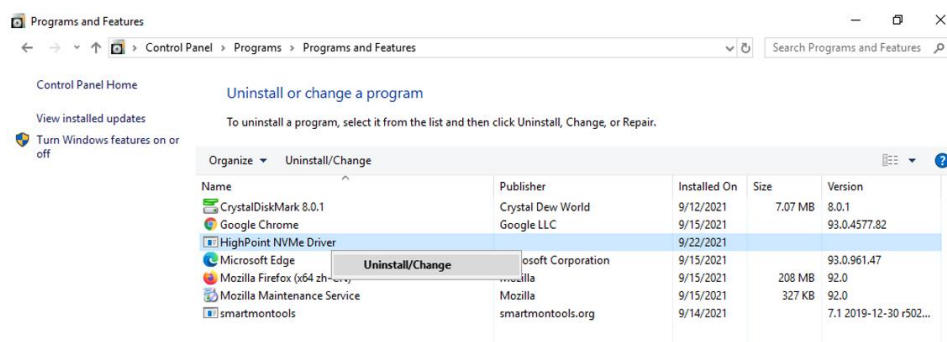 Programs and Features
Control Panel > Programs > Programs and Features
Search Programs and Features
Control Panel Home
View installed updates
Turn Windows features on or off
Uninstall or change a program
To uninstall a program, select it from the list and then click Uninstall, Change, or Repair.
Organize Uninstall/Change
Name Publisher Installed On Size Version
CrystalDiskMark 8.0.1 Crystal Dew World 9/12/2021 7.07 MB 8.0.1
Google Chrome Google LLC 9/15/2021 93.0.4577.82
HighPoint NVMe Driver 9/22/2021
Microsoft Edge Corporation 9/15/2021 93.0.961.47
Uninstall/Change
Mozilla Firefox (x64 9/15/2021 208 MB 92.0
Mozilla Maintenance Service Mozilla 9/15/2021 327 KB 92.0
smartmontools smartmontools.org 9/14/2021 7.1 2019-12-30 r502...